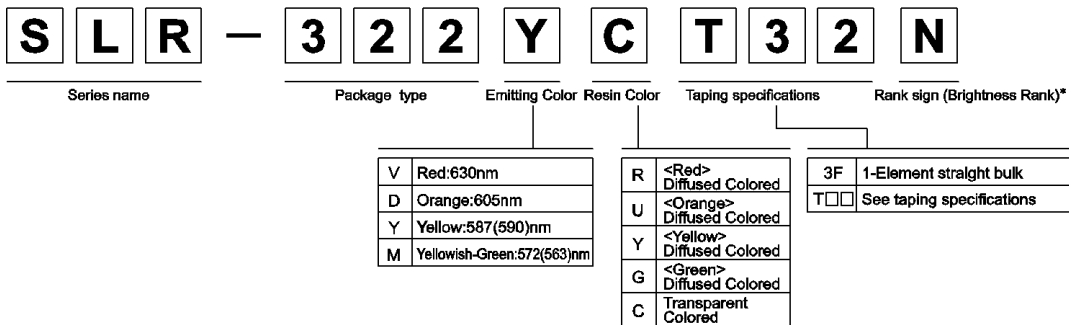 S L R — 3 2 2 Y C T 3 2 N
Series name Package type Emitting Color Resin Color Taping specifications Rank sign (Brightness Rank)*
V Red:630nm
D Orange:605nm
Y Yellow:587(590)nm
M Yellowish-Green:572(563)nm
R <Red>
Diffused Colored
U <Orange>
Diffused Colored
Y <Yellow>
Diffused Colored
G <Green>
Diffused Colored
C Transparent
Colored
3F 1-Element straight bulk
T□□ See taping specifications